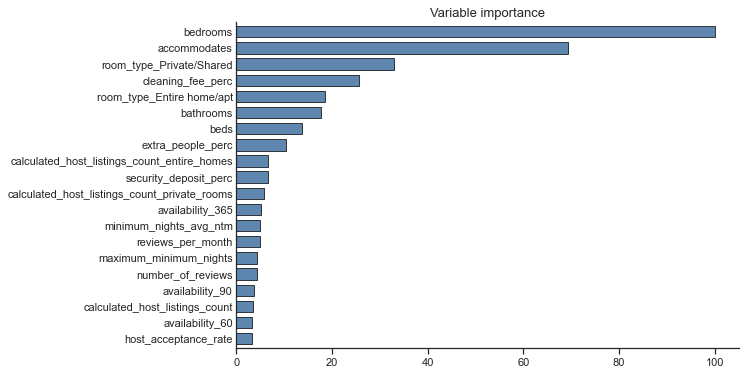 Variable importance
bedrooms
accommodates
room_type_Private/Shared
cleaning_fee_perc
room_type_Entire home/apt
bathrooms
beds
extra_people_perc
calculated_host_listings_count_entire_homes
security_deposit_perc
calculated_host_listings_count_private_rooms
availability_365
minimum_nights_avg_ntm
reviews_per_month
maximum_minimum_nights
number_of_reviews
availability_90
calculated_host_listings_count
availability_60
host_acceptance_rate
0 20 40 60 80 100